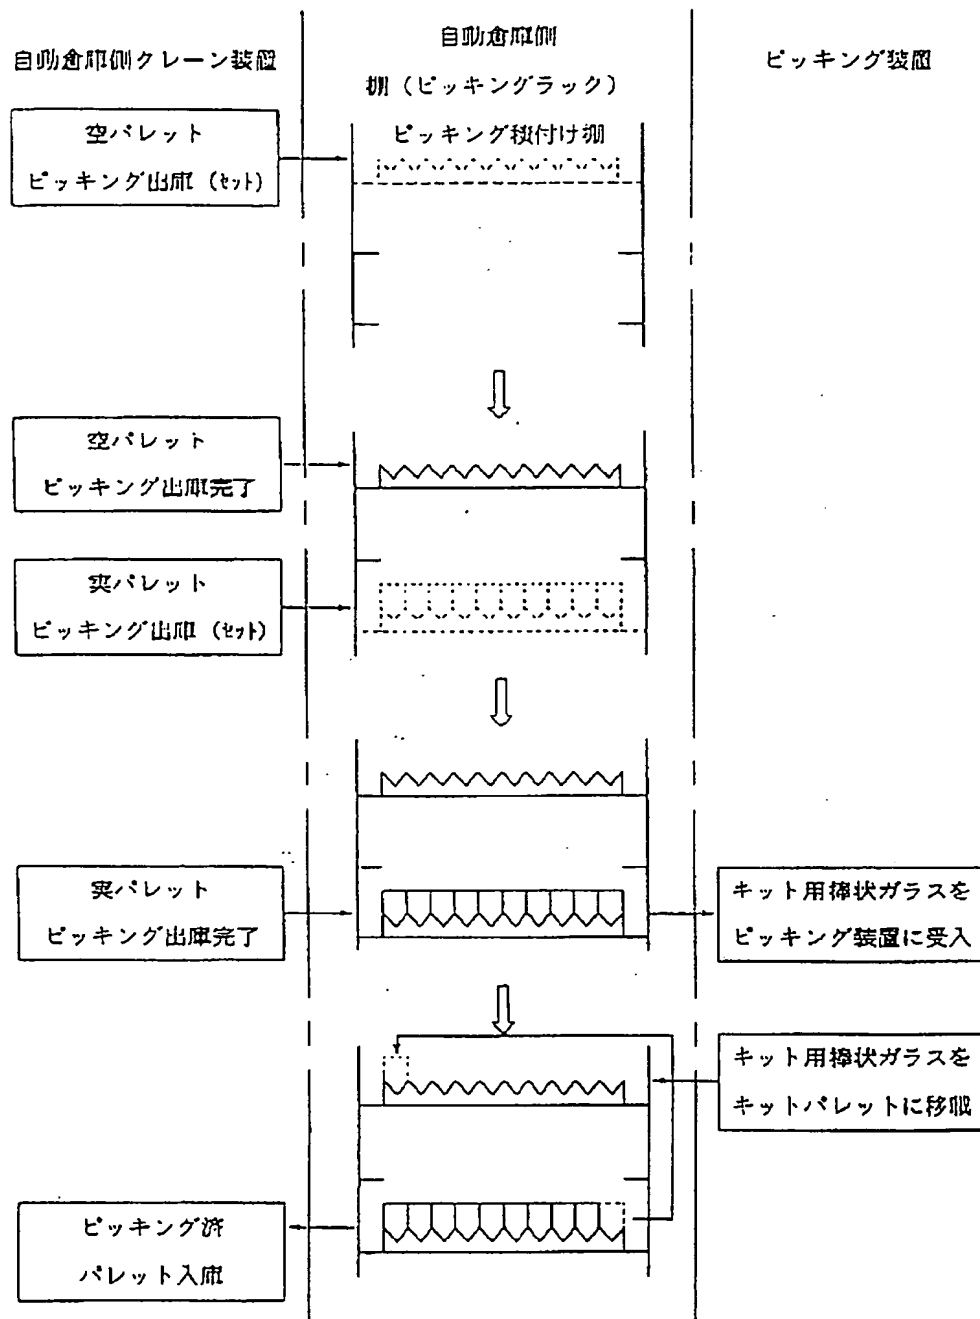 自動倉庫側クレーン装置
自動倉庫側
棚（ピッキングラック）
ピッキング装置
空パレット
ピッキング出庫（セット）
ピッキング積付け棚
空パレット
ピッキング出庫完了
実パレット
ピッキング出庫（セット）
実パレット
ピッキング出庫完了
キット用棒状ガラスを
ピッキング装置に受入
キット用棒状ガラスを
キットパレットに移載
ピッキング済
パレット入庫